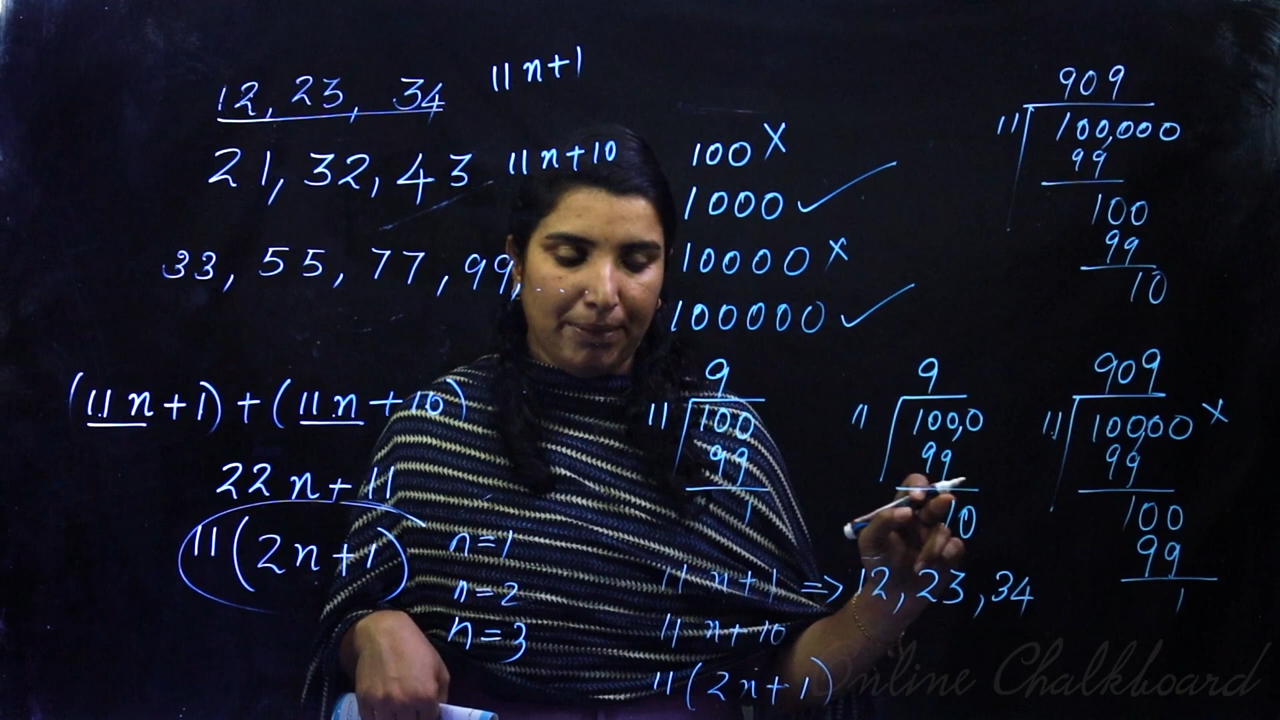 12, 23, 34 11n+1
21, 32, 43 11n+10
33, 55, 77, 99, ...
(11n+1)+(11n+10)
22n+11
11(2n+1)
n=1
n=2
n=3
100 X
1000 ✓
10000 X
100000 ✓
909
11 100,000
99
100
99
10
9
11 100
99
1
9
11 100,0
99
10
909
11 100,00 X
99
100
99
1
11n+1 => 12, 23, 34
11n+10
11(2n+1)
Online Chalkboard